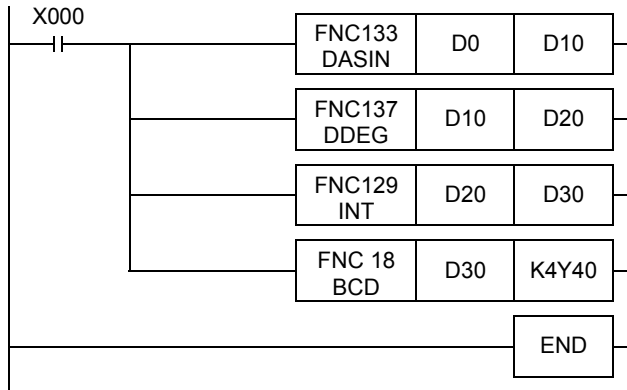 X000
FNC133
DASIN
D0
D10
FNC137
DDEG
D10
D20
FNC129
INT
D20
D30
FNC 18
BCD
D30
K4Y40
END